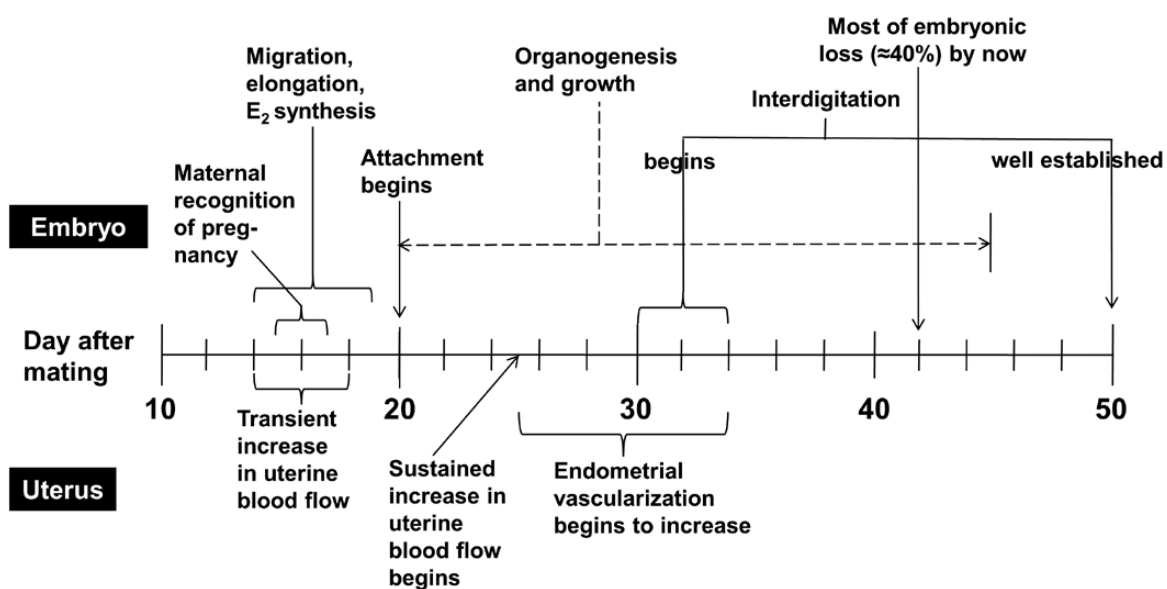 Migration,
elongation,
E₂ synthesis
Organogenesis
and growth
Most of embryonic
loss (≈40%) by now
Interdigitation
Maternal
recognition
of preg-
nancy
Attachment
begins
begins
well established
Embryo
Day after
mating
10
20
30
40
50
Transient
increase
in uterine
blood flow
Uterus
Sustained
increase in
uterine
blood flow
begins
Endometrial
vascularization
begins to increase